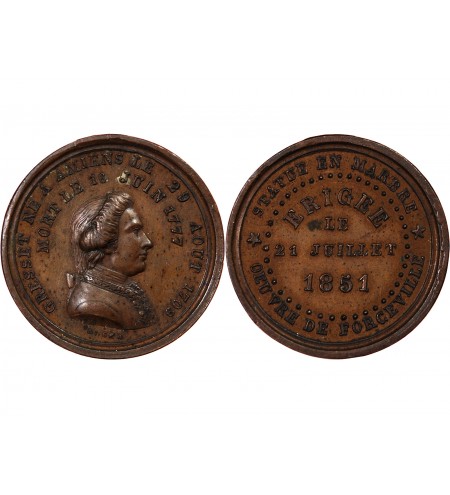 GRESSET NÉ A AMIENS LE 29 AOUT 1709
MORT LE 16 JUIN 1777
STATUE EN MARBRE
ERIGÉE
LE
21 JUILLET
1851
OEUVRE DE FORCEVILLE